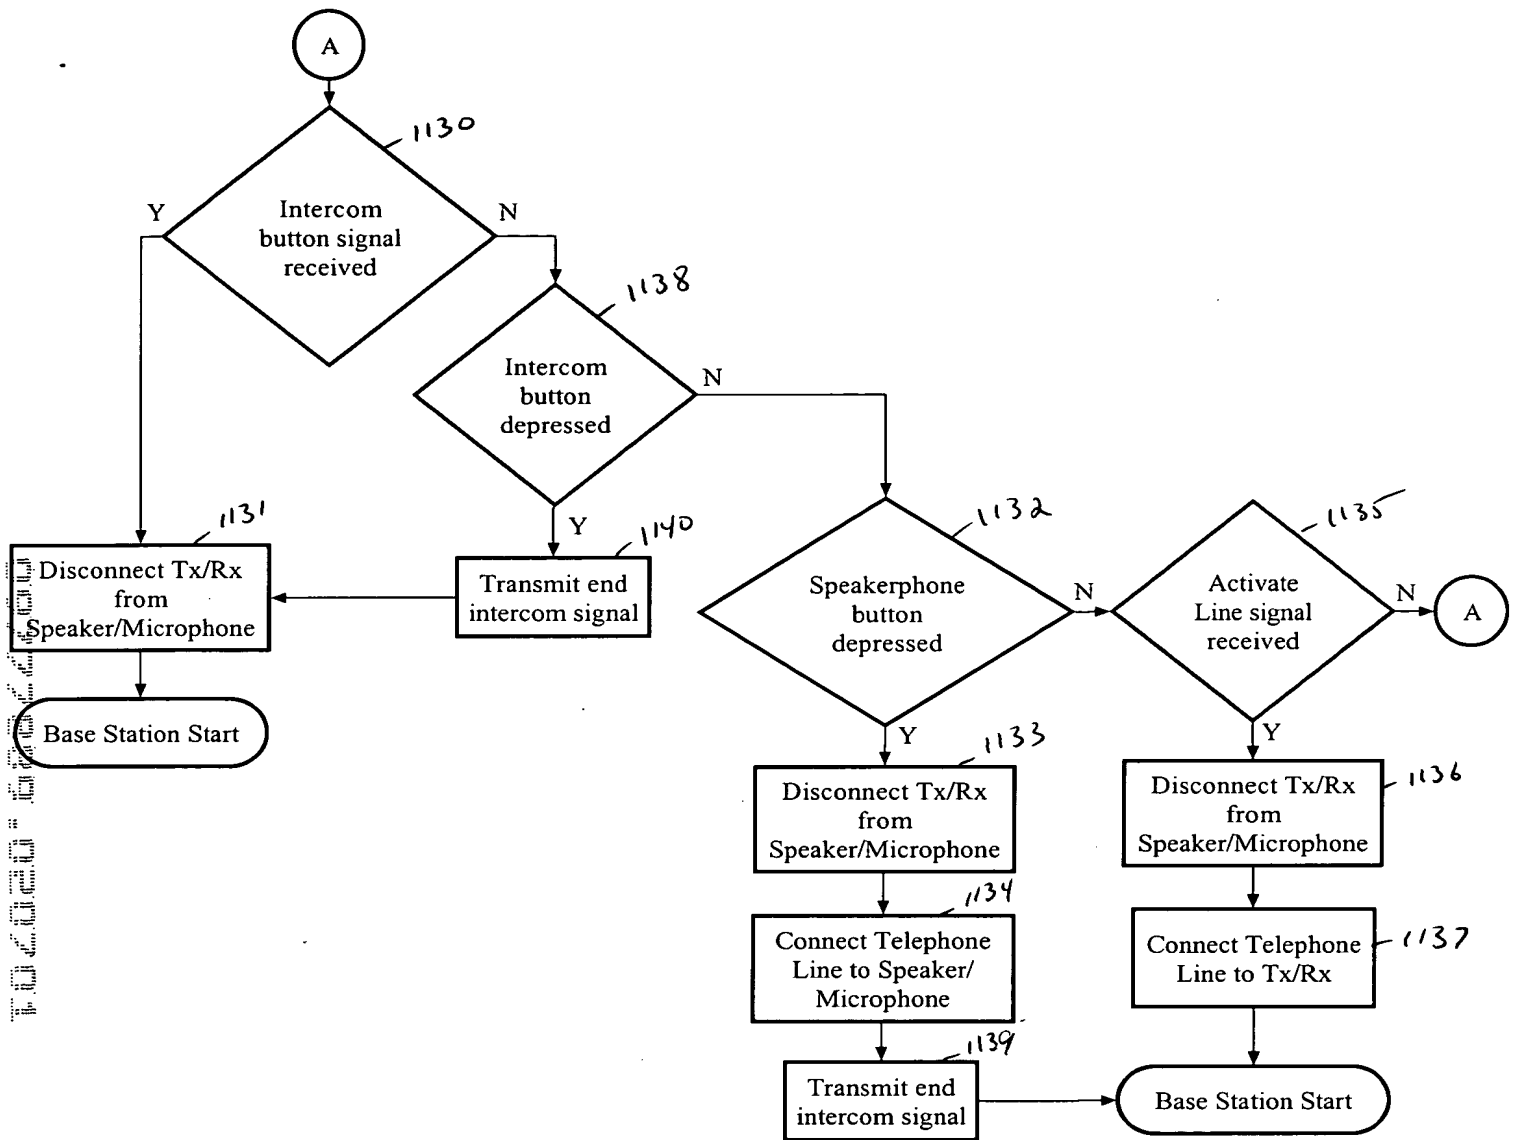 A
1130
Y
Intercom
button signal
received
N
1138
Intercom
button
depressed
N
1131
Disconnect Tx/Rx
from
Speaker/Microphone
Y
1140
Transmit end
intercom signal
1132
Speakerphone
button
depressed
N
1135
Activate
Line signal
received
N
A
Base Station Start
Y
1133
Disconnect Tx/Rx
from
Speaker/Microphone
Y
1136
Disconnect Tx/Rx
from
Speaker/Microphone
1134
Connect Telephone
Line to Speaker/
Microphone
1137
Connect Telephone
Line to Tx/Rx
1139
Transmit end
intercom signal
Base Station Start